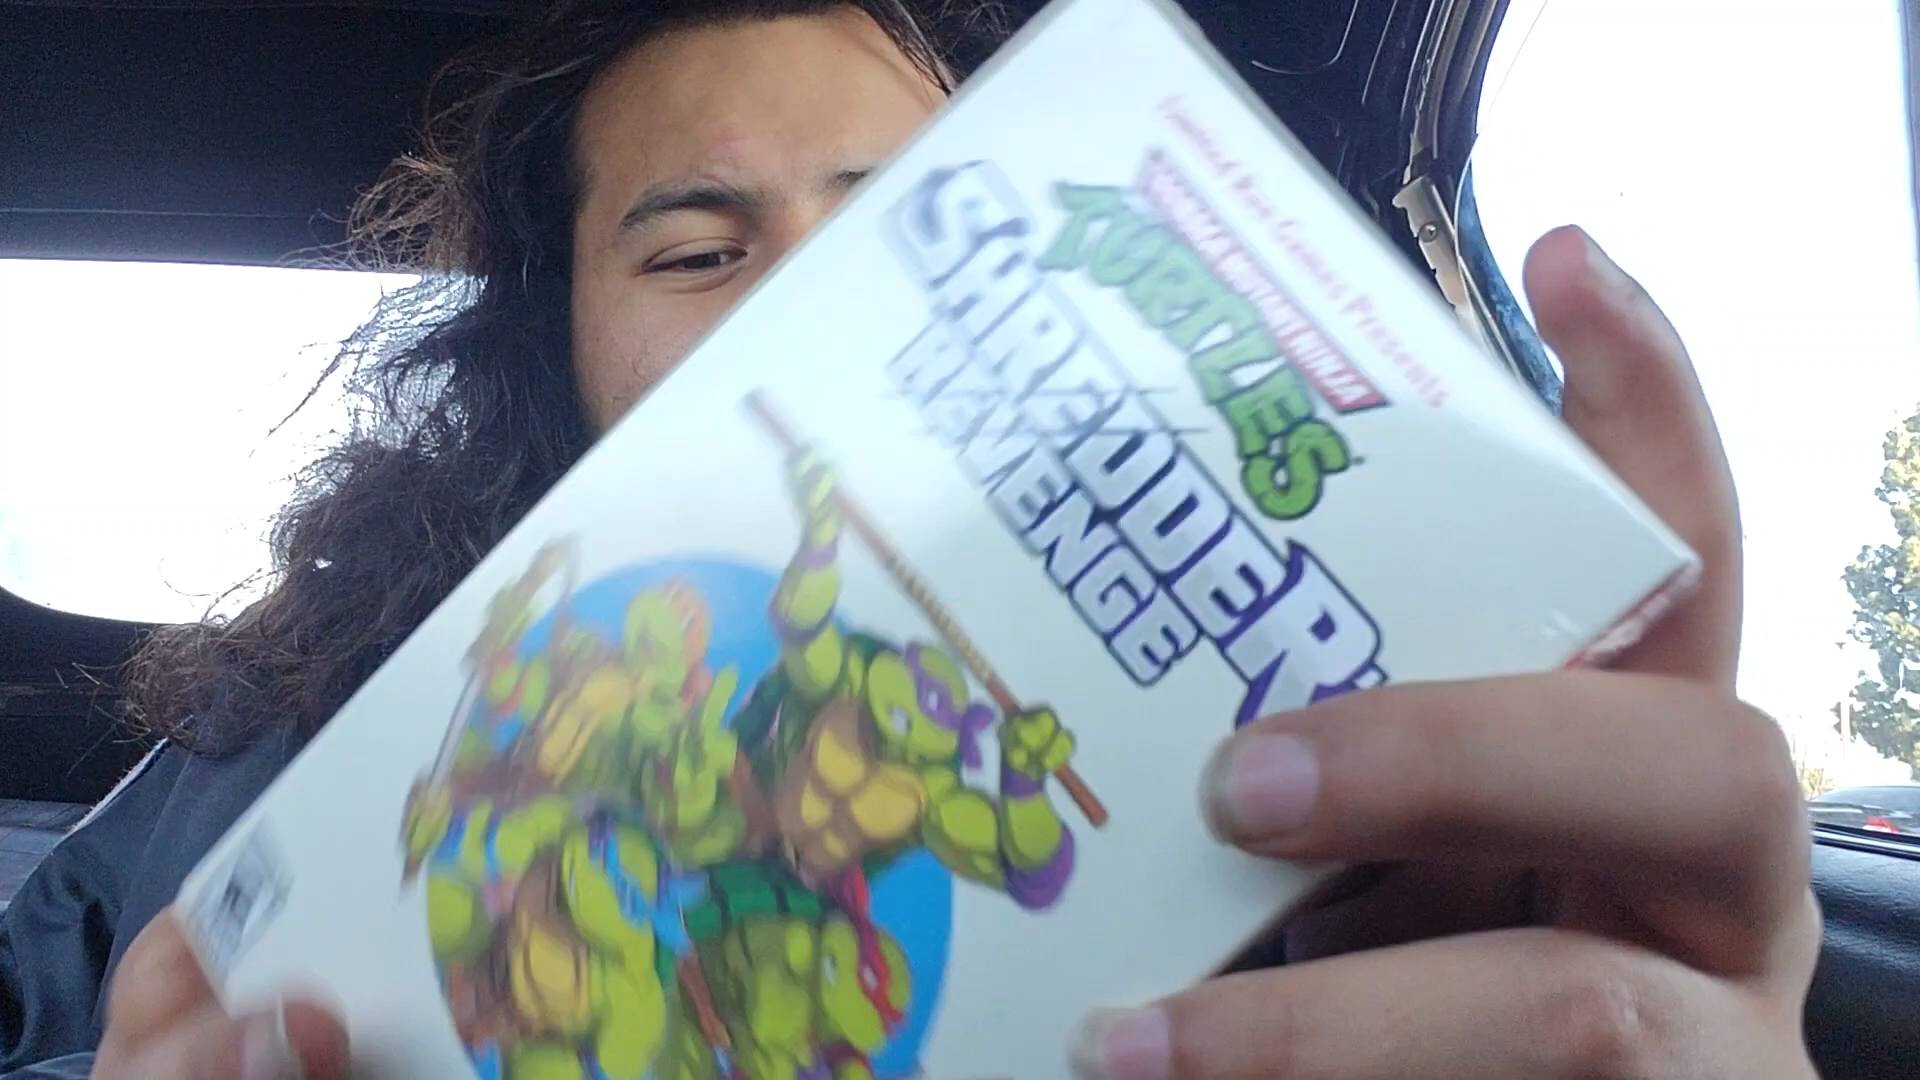 Limited Run Games Presents
TEENAGE MUTANT NINJA
TURTLES
SHREDDER'
REVENGE